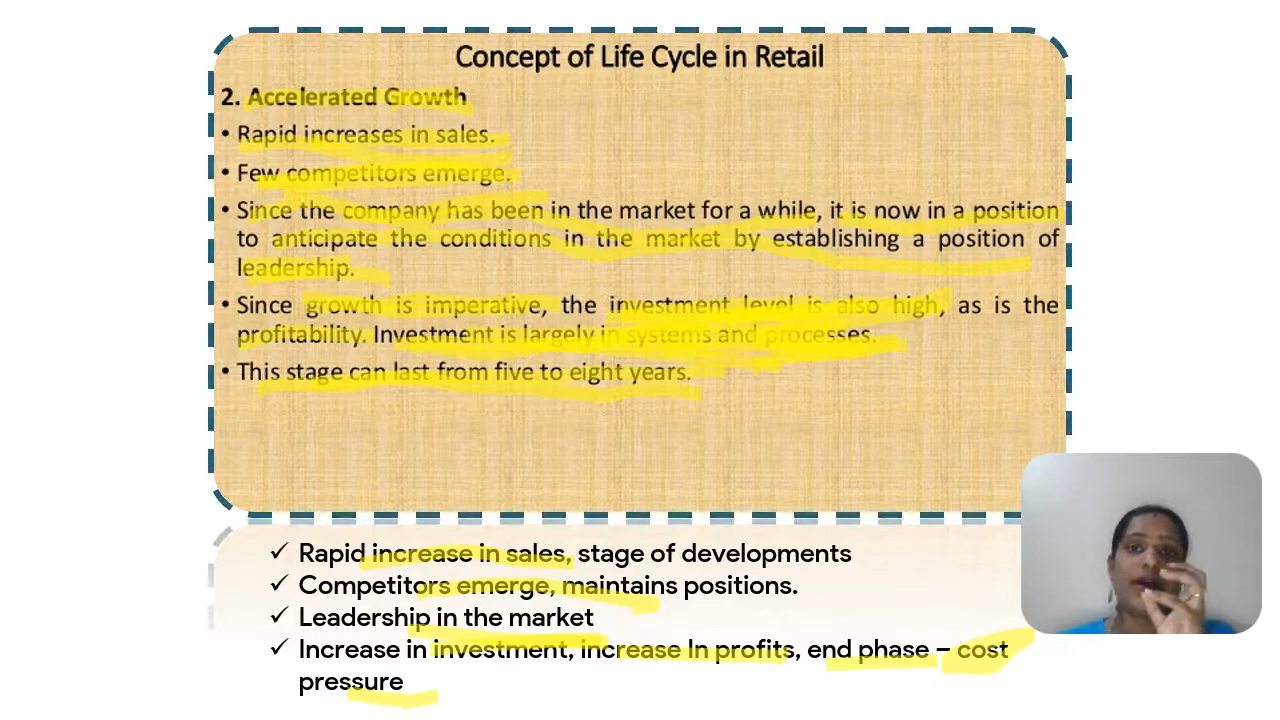 Concept of Life Cycle in Retail
2. Accelerated Growth
• Rapid increases in sales.
• Few competitors emerge.
• Since the company has been in the market for a while, it is now in a position
to anticipate the conditions in the market by establishing a position of
leadership.
• Since growth is imperative, the investment level is also high, as is the
profitability. Investment is largely in systems and processes.
• This stage can last from five to eight years.
✓ Rapid increase in sales, stage of developments
✓ Competitors emerge, maintains positions.
✓ Leadership in the market
✓ Increase in investment, increase In profits, end phase – cost
pressure